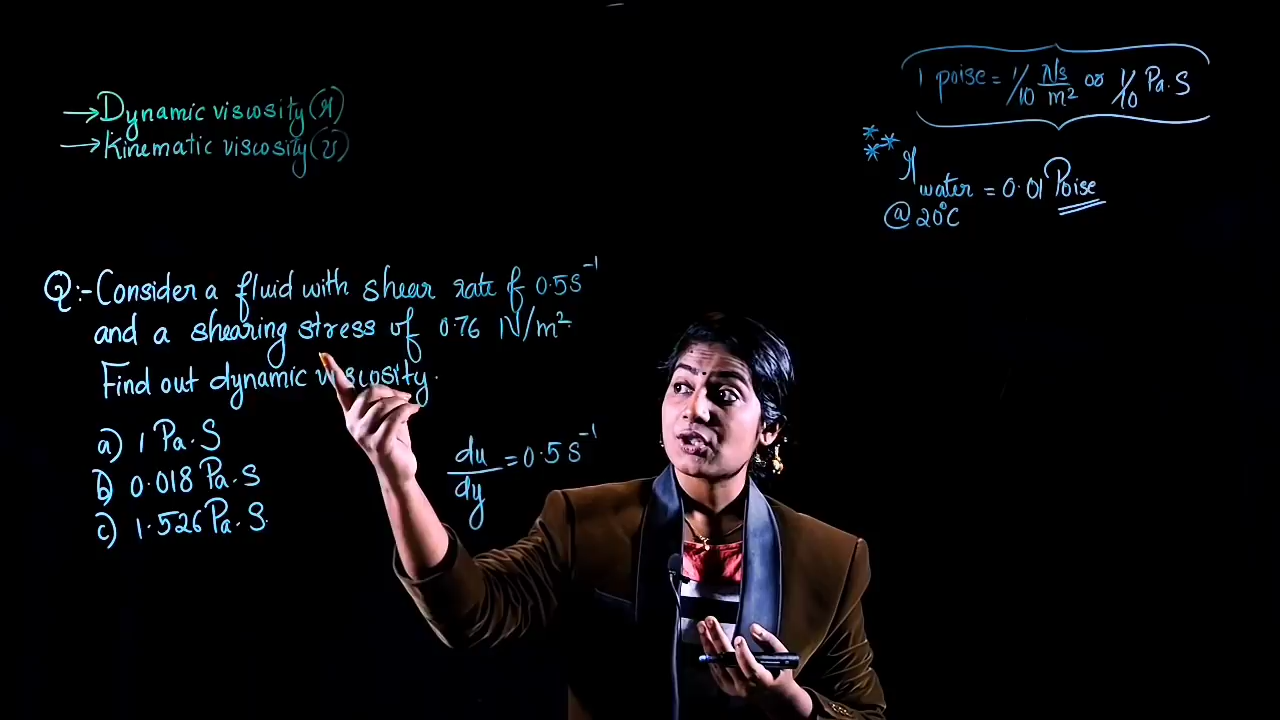 →Dynamic viscosity(μ)
→Kinematic viscosity(υ)
1 poise = 1/10 Ns/m² or 1/10 Pa.S
***μ water = 0.01 Poise
@ 20°C
Q:- Consider a fluid with shear rate of 0.5S⁻¹
and a shearing stress of 0.76 N/m².
Find out dynamic viscosity.
a) 1 Pa.S
b) 0.018 Pa.S
c) 1.526 Pa.S.
du/dy = 0.5 S⁻¹